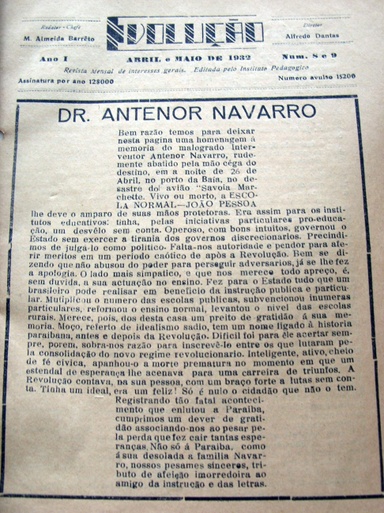 Redator-Chefe
Diretor
M. Almeida Barrêto
EVOLUÇÃO
Alfredo Dantas
Ano I
ABRIL e MAIO DE 1932
Num. 8 e 9
Revista Mensal de interesses gerais. Editada pelo Instituto Pedagogico
Assinatura por ano 12$000
Numero avulso 1$200
DR. ANTENOR NAVARRO
Bem razão temos para deixar
nesta pagina uma homenagem á
memoria do malogrado Inter-
ventor Antenor Navarro, rude-
mente abatido pela mão céga do
destino, em a noite de 26 de
Abril, no porto da Baía, no de-
sastre do avião "Savoia Mar-
chette. Vivo ou morto, a ESCO-
LA NORMAL—JOÃO PESSOA
lhe deve o amparo de suas mãos protetoras. Era assim para os insti-
tutos educativos: tinha, pelas iniciativas particulares pro-educa-
ção, um desvêlo sem conta. Operoso, com bons intuitos, governou o
Estado sem exercer a tirania dos governos discrecionarios. Precindi-
mos de julgá-lo como político. Falta-nos autoridade e pendor para afe-
rir meritos em um periodo caótico de após a Revolução. Bem se di-
zendo que não abusou do poder para perseguir adversarios, já se lhe fez
a apologia. O lado mais simpatico, e que nos merece todo apreço, é,
sem duvida, a sua actuação no ensino. Fez para o Estado tudo que um
brasileiro pode realisar em beneficio da instrução publica e particu-
lar. Mutiplicou o numero das escolas publicas, subvencionou inumeras
particulares, reformou o ensino normal, levantou o nivel das escolas
rurais. Merece, pois, dos desta casa um preito de gratidão á sua me-
moria. Moço, referto de idealismo sadio, tem um nome ligado á historia
paraibana, antes e depois da Revolução. Dificil foi para ele acertar sem-
pre, porem, sobra-nos razão para inscrevê-lo entre os que lutaram pe-
la consolidação do novo regime revolucionario. Inteligente, ativo, cheio
de fé civica, apanhou-o a morte prematura no momento em que um
estendal de esperança lhe acenava para uma carreira de triunfos. A
Revolução contava, na sua pessoa, com um braço forte a lutas sem con-
ta. Tinha um ideal, era um feliz! Só é nulo o cidadão que não o tem.
Registrando tão fatal aconteci-
mento que enlutou a Paraíba,
cumprimos um dever de grati-
dão associando-nos ao pesar pe-
la perda que fez cair tantas espe-
ranças. Não só á Paraiba, como
á sua desolada a familia Navar-
ro, nossos pesames sinceros, tri-
buto de afeição imorredoira ao
amigo da instrução e das letras.